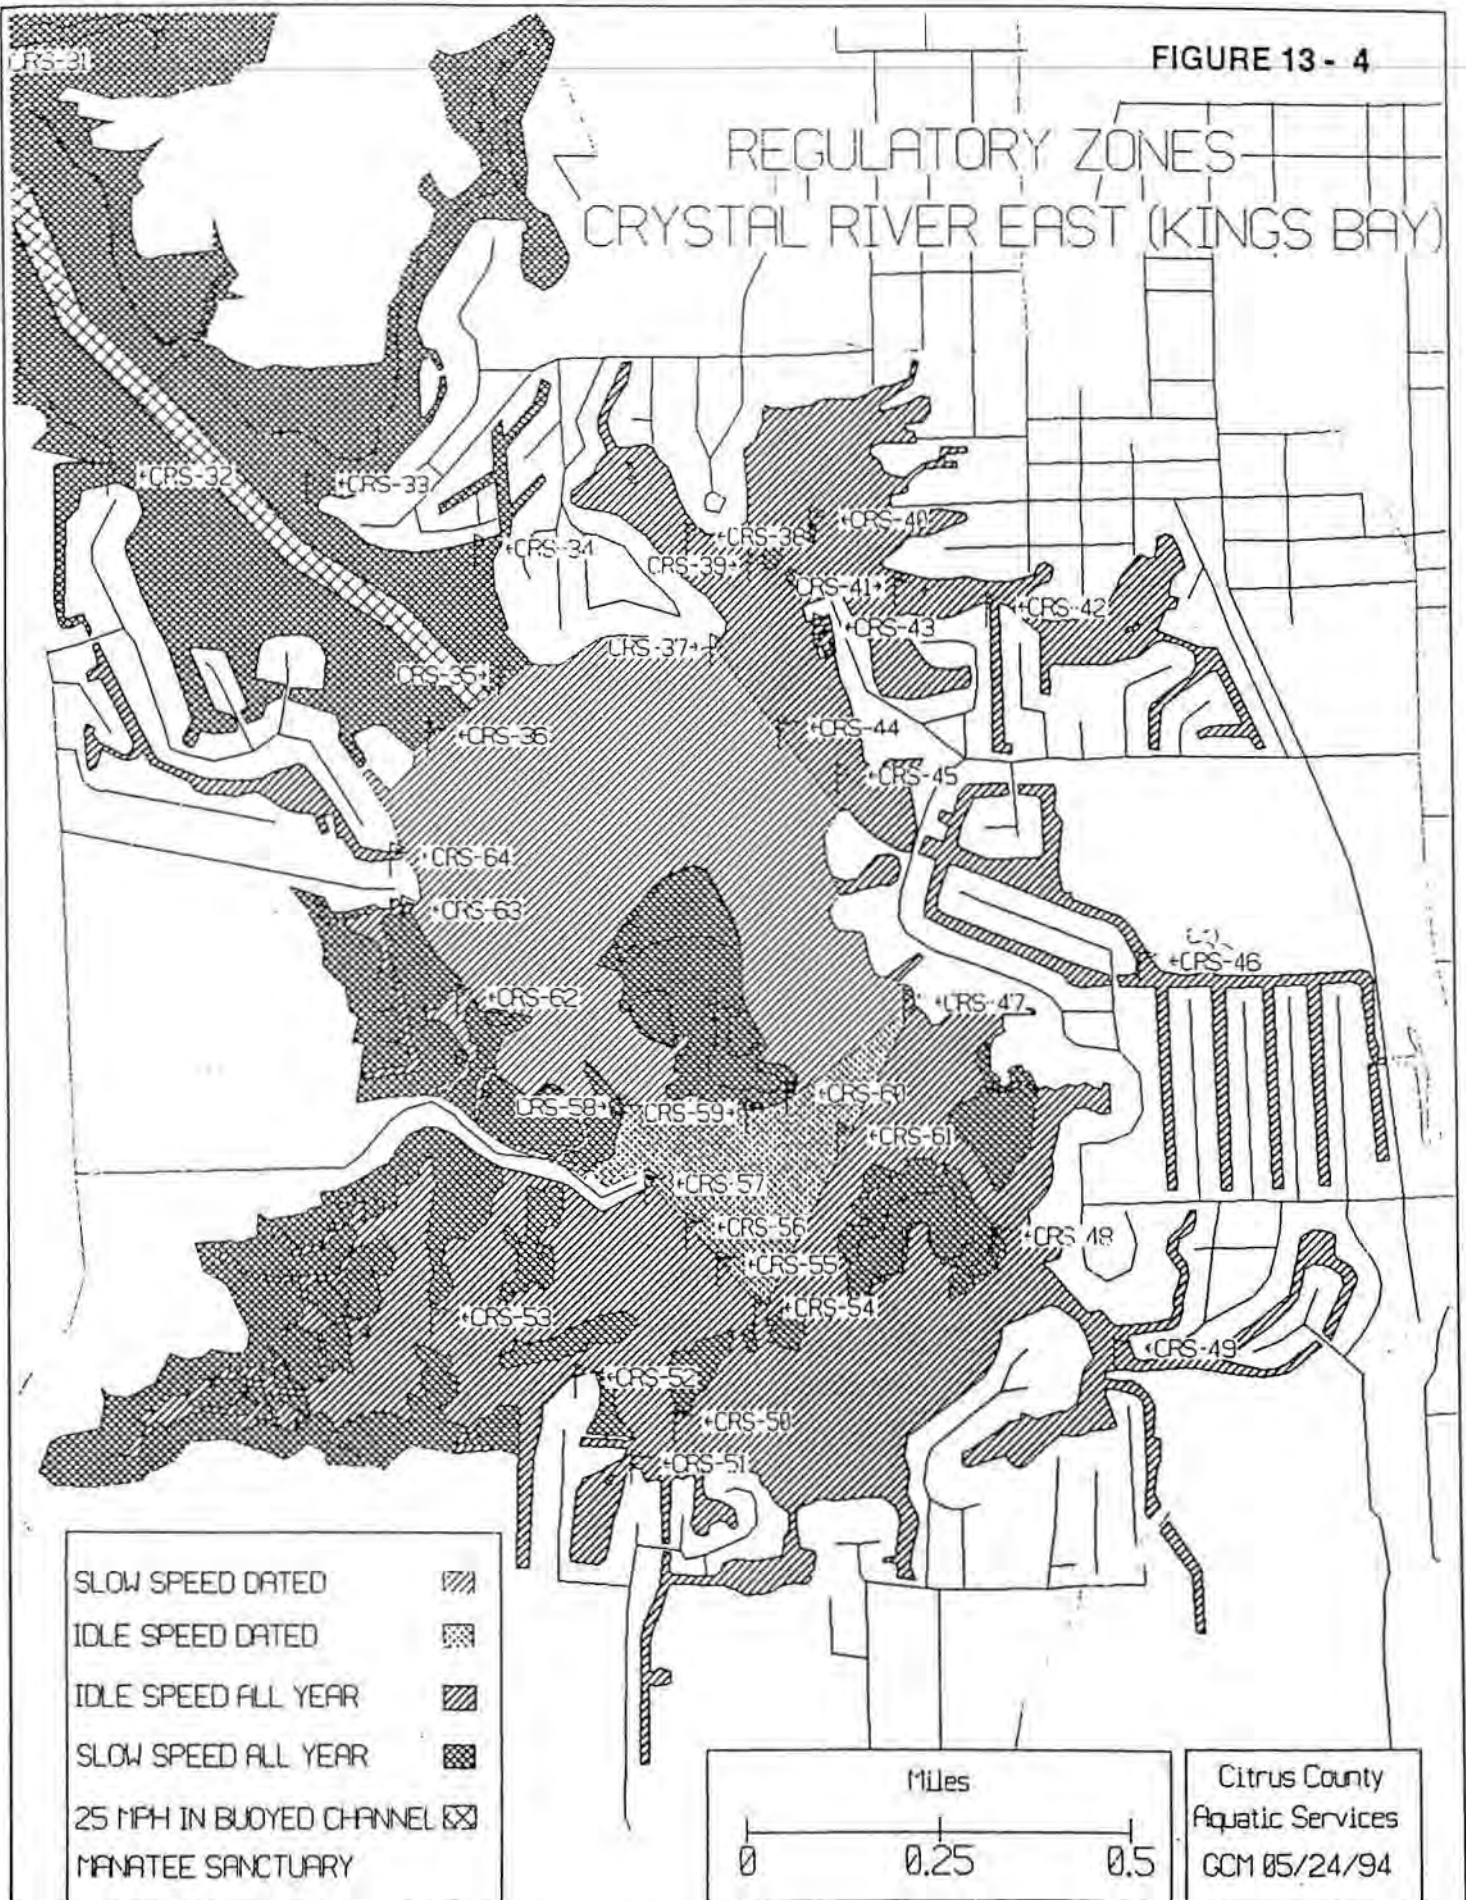 FIGURE 13 - 4
REGULATORY ZONES
CRYSTAL RIVER EAST (KINGS BAY)
CRS-31
CRS-32
CRS-33
CRS-34
CRS-38
CRS-40
CRS-39
CRS-41
CRS-42
CRS-43
CRS-37
CRS-35
CRS-36
CRS-44
CRS-45
CRS-64
CRS-63
CRS-46
CRS-62
CRS-47
CRS-58
CRS-59
CRS-60
CRS-61
CRS-57
CRS-56
CRS-48
CRS-55
CRS-54
CRS-53
CRS-49
CRS-52
CRS-50
CRS-51
SLOW SPEED DATED
IDLE SPEED DATED
IDLE SPEED ALL YEAR
SLOW SPEED ALL YEAR
25 MPH IN BUOYED CHANNEL
MANATEE SANCTUARY
Miles
0 0.25 0.5
Citrus County
Aquatic Services
GCM 05/24/94